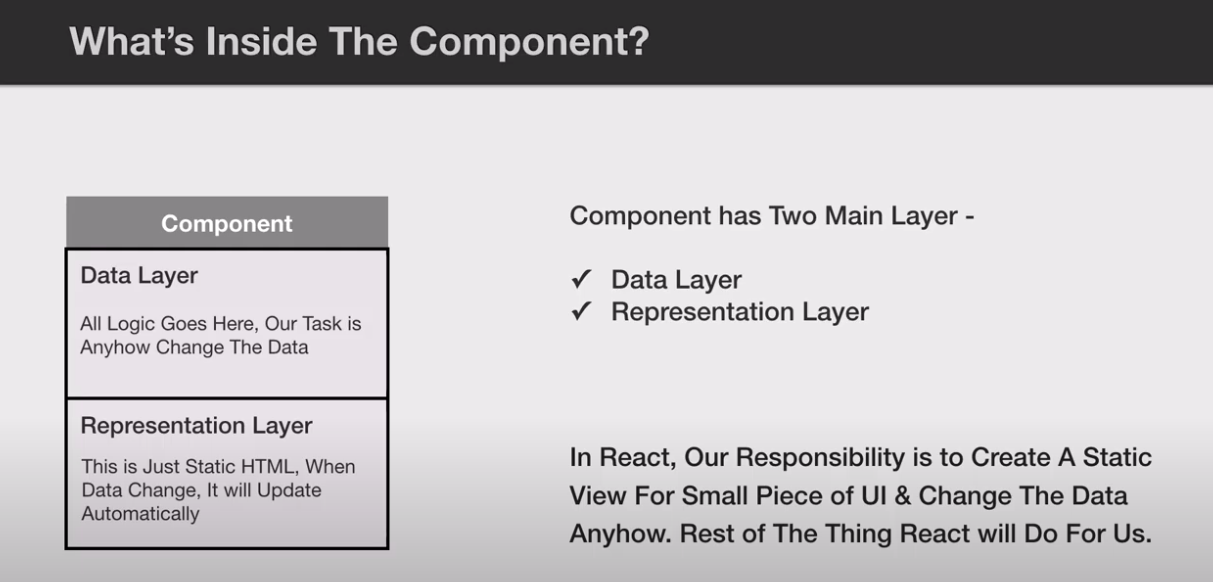 What's Inside The Component?
Component
Data Layer
All Logic Goes Here, Our Task is
Anyhow Change The Data
Representation Layer
This is Just Static HTML, When
Data Change, It will Update
Automatically
Component has Two Main Layer -
✓ Data Layer
✓ Representation Layer
In React, Our Responsibility is to Create A Static
View For Small Piece of UI & Change The Data
Anyhow. Rest of The Thing React will Do For Us.